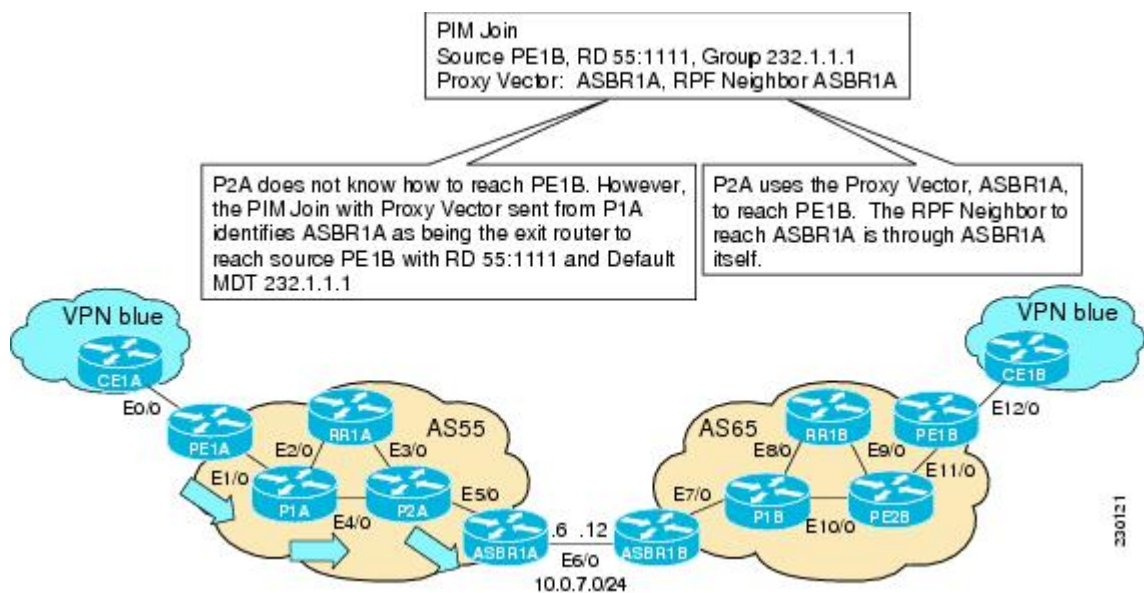 PIM Join
Source PE1B, RD 55:1111, Group 232.1.1.1
Proxy Vector: ASBR1A, RPF Neighbor ASBR1A
P2A does not know how to reach PE1B. However,
the PIM Join with Proxy Vector sent from P1A
identifies ASBR1A as being the exit router to
reach source PE1B with RD 55:1111 and Default
MDT 232.1.1.1
P2A uses the Proxy Vector, ASBR1A,
to reach PE1B. The RPF Neighbor to
reach ASBR1A is through ASBR1A
itself.
VPN blue
CE1A
E0/0
PE1A
E1/0
E2/0
RR1A
E3/0
AS55
P1A
E4/0
P2A
E5/0
ASBR1A
.6 .12
E6/0
10.0.7.0/24
ASBR1B
AS65
E7/0
P1B
E8/0
RR1B
E9/0
E10/0
PE2B
E11/0
PE1B
E12/0
CE1B
VPN blue
230121